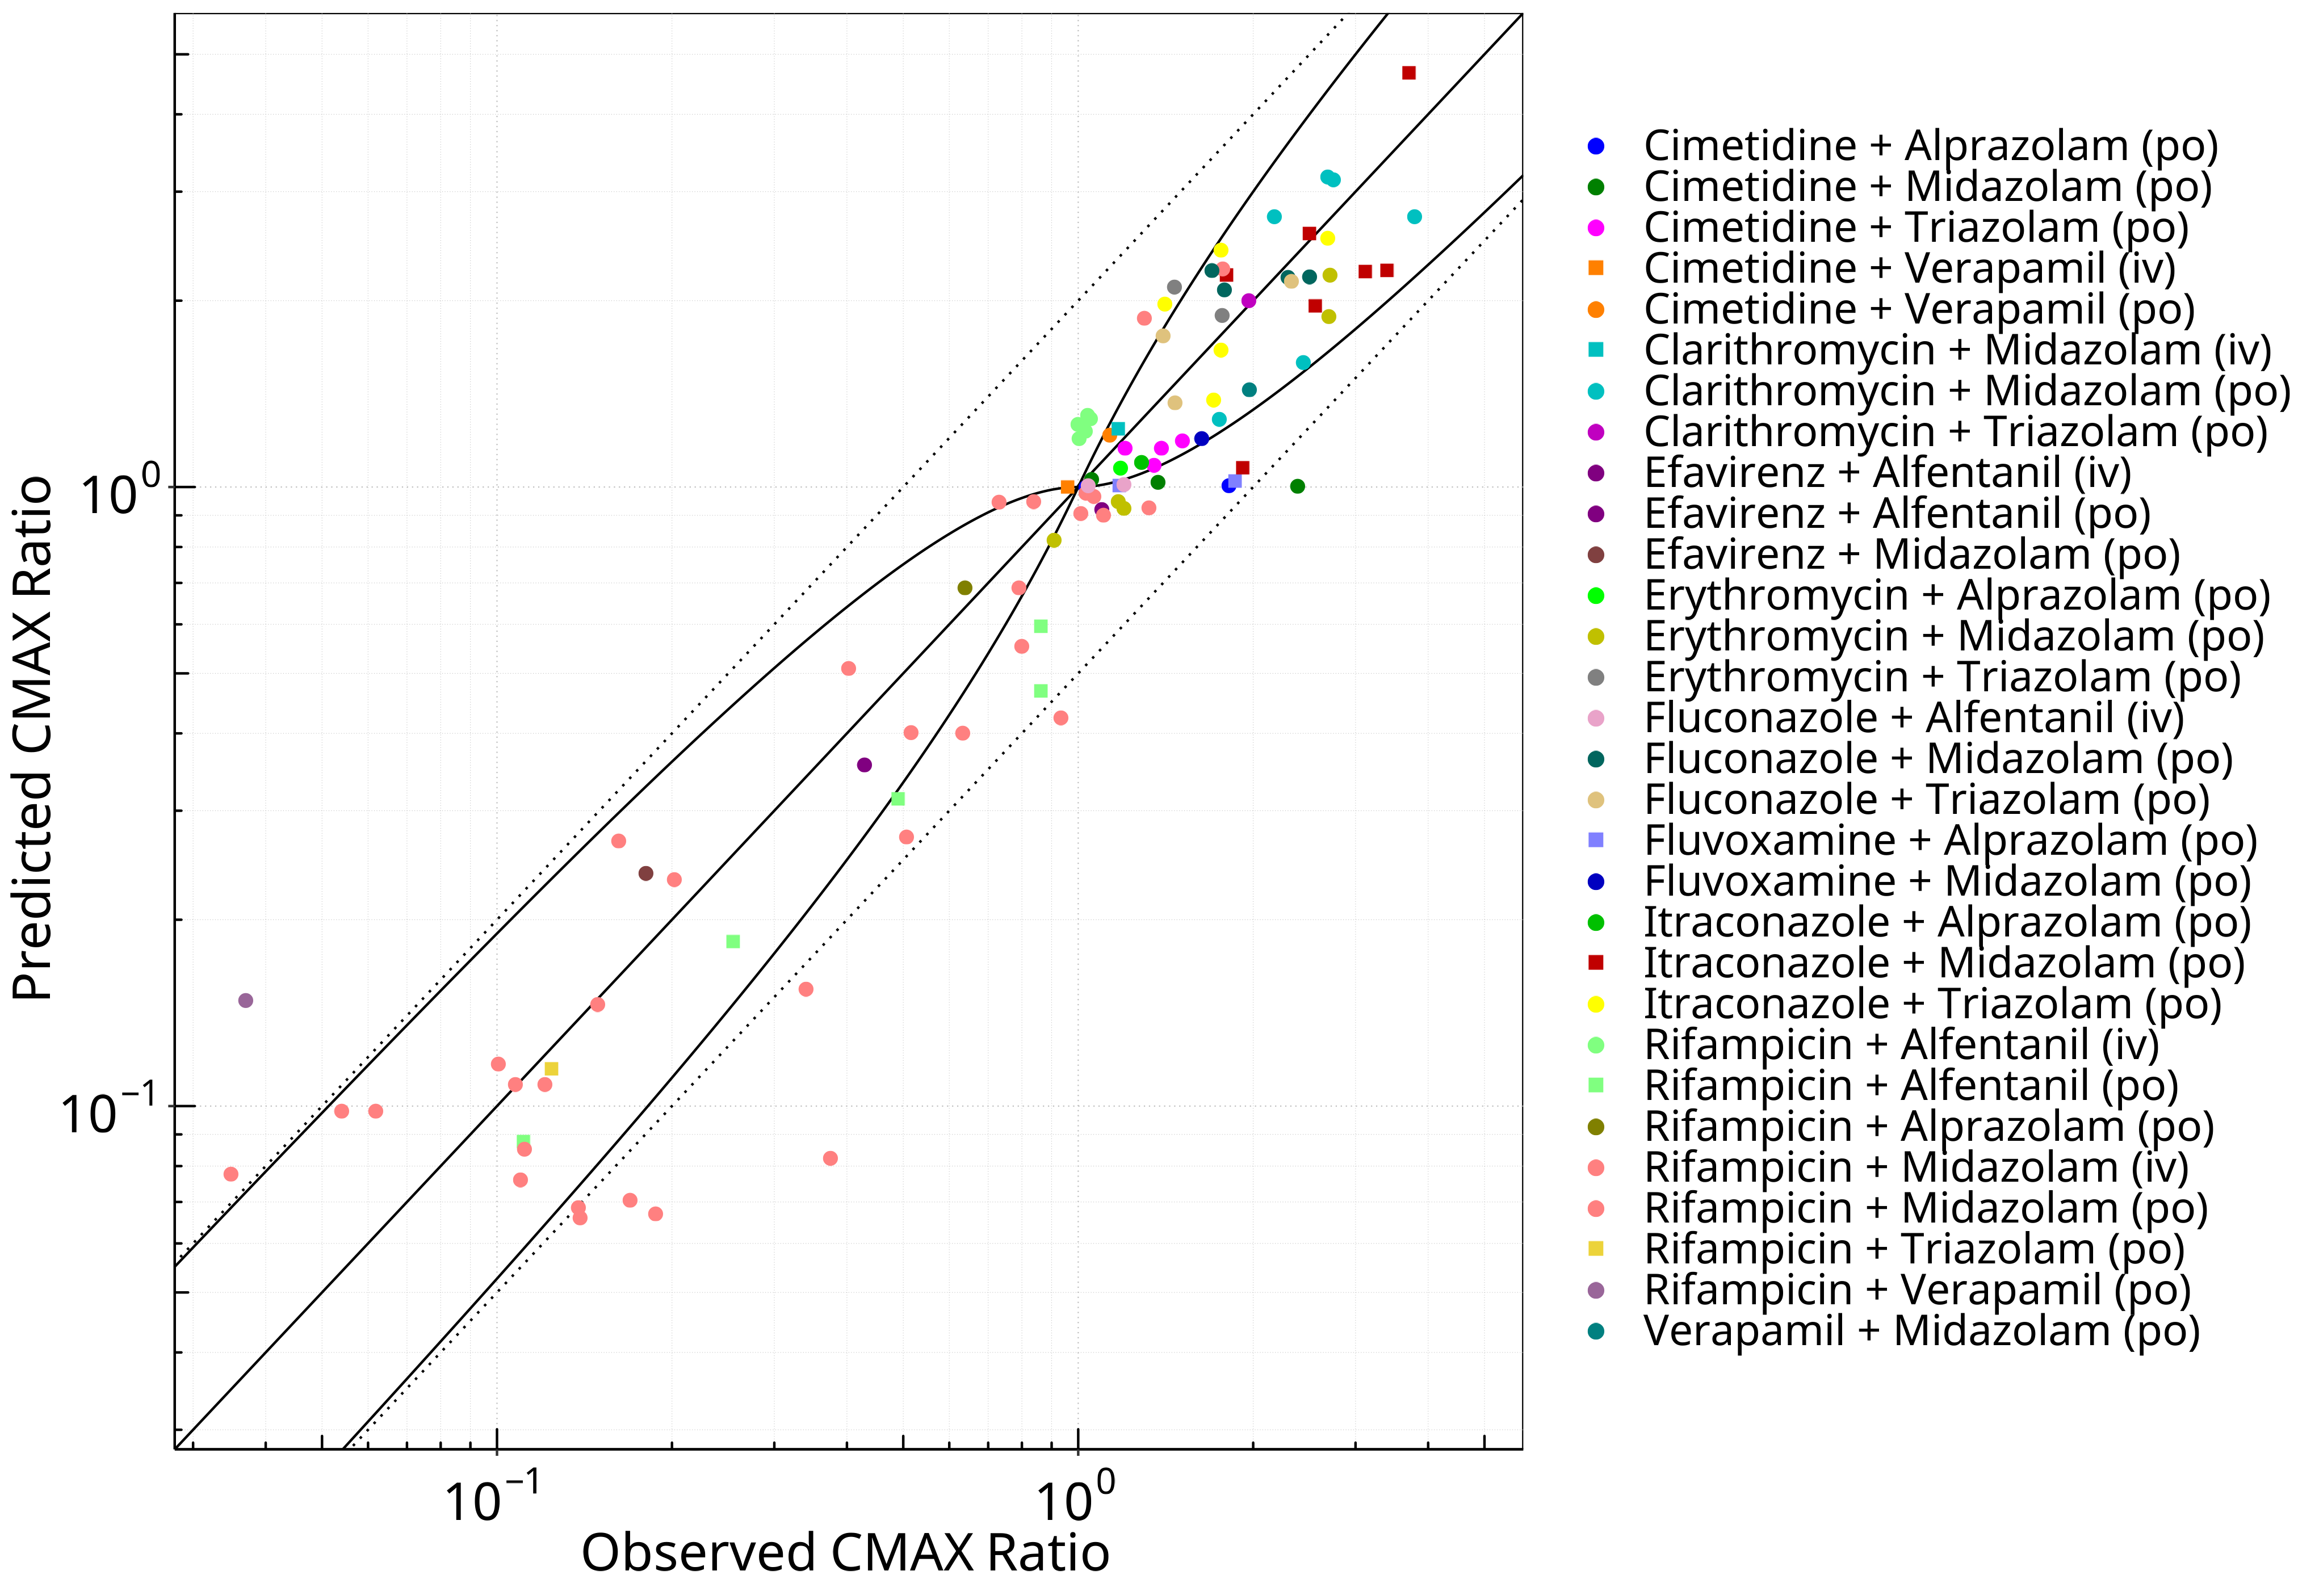 Predicted CMAX Ratio
10⁰
10⁻¹
10⁻¹
10⁰
Observed CMAX Ratio
Cimetidine + Alprazolam (po)
Cimetidine + Midazolam (po)
Cimetidine + Triazolam (po)
Cimetidine + Verapamil (iv)
Cimetidine + Verapamil (po)
Clarithromycin + Midazolam (iv)
Clarithromycin + Midazolam (po)
Clarithromycin + Triazolam (po)
Efavirenz + Alfentanil (iv)
Efavirenz + Alfentanil (po)
Efavirenz + Midazolam (po)
Erythromycin + Alprazolam (po)
Erythromycin + Midazolam (po)
Erythromycin + Triazolam (po)
Fluconazole + Alfentanil (iv)
Fluconazole + Midazolam (po)
Fluconazole + Triazolam (po)
Fluvoxamine + Alprazolam (po)
Fluvoxamine + Midazolam (po)
Itraconazole + Alprazolam (po)
Itraconazole + Midazolam (po)
Itraconazole + Triazolam (po)
Rifampicin + Alfentanil (iv)
Rifampicin + Alfentanil (po)
Rifampicin + Alprazolam (po)
Rifampicin + Midazolam (iv)
Rifampicin + Midazolam (po)
Rifampicin + Triazolam (po)
Rifampicin + Verapamil (po)
Verapamil + Midazolam (po)